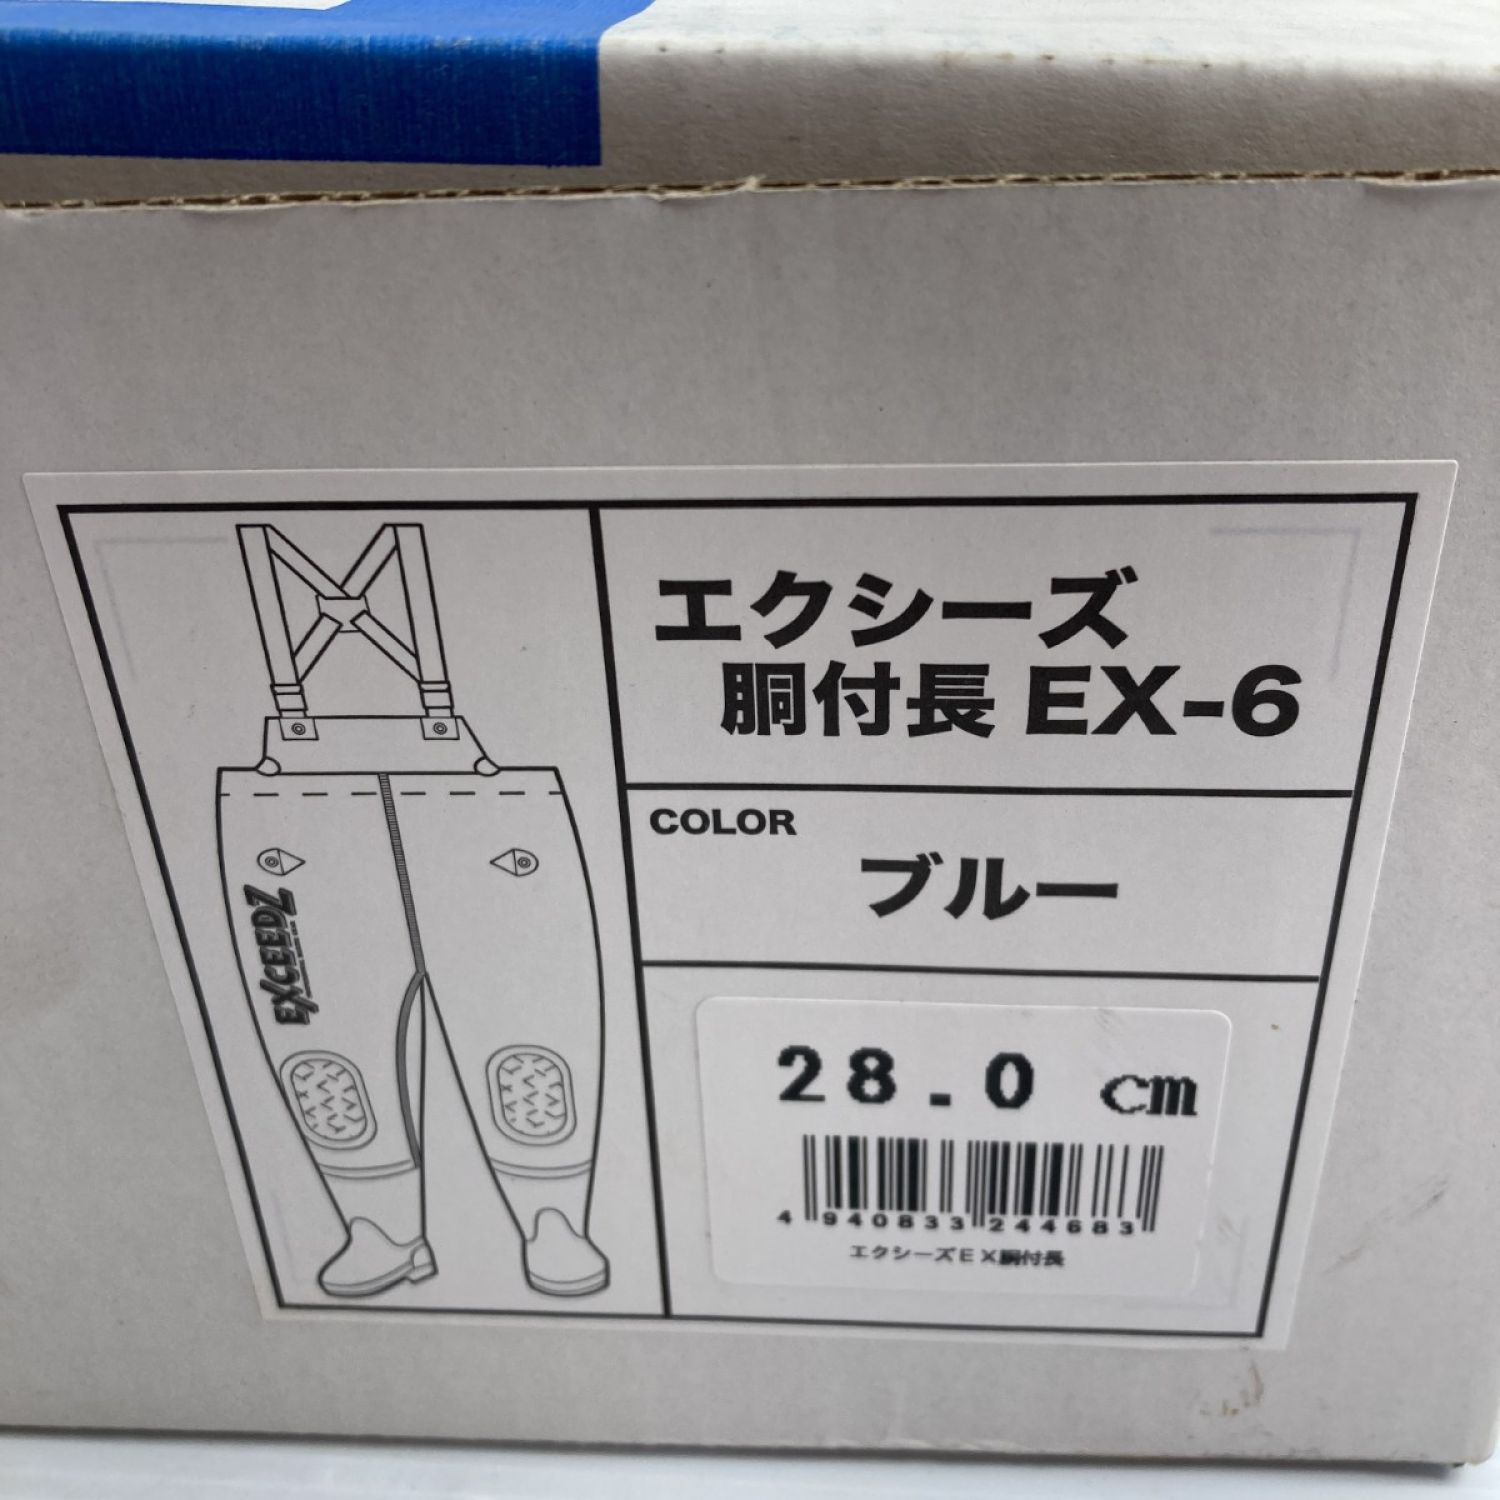 エクシーズ
胴付長 EX-6
COLOR
ブルー
EXCEEDZ
28.0 cm
4 940833 244683
エクシーズEX胴付長